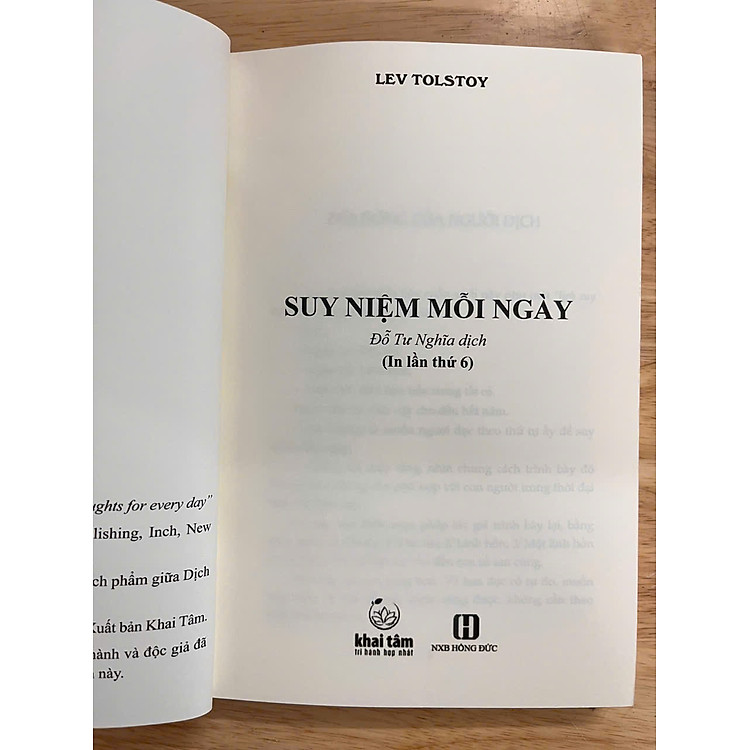 ughts for every day"
lishing, Inch, New
ch phẩm giữa Dịch
Xuất bản Khai Tâm.
hành và độc giả đã
này.
LEV TOLSTOY
SUY NIỆM MỖI NGÀY
Đỗ Tư Nghĩa dịch
(In lần thứ 6)
khai tâm
tri hành hợp nhất
NXB HỒNG ĐỨC